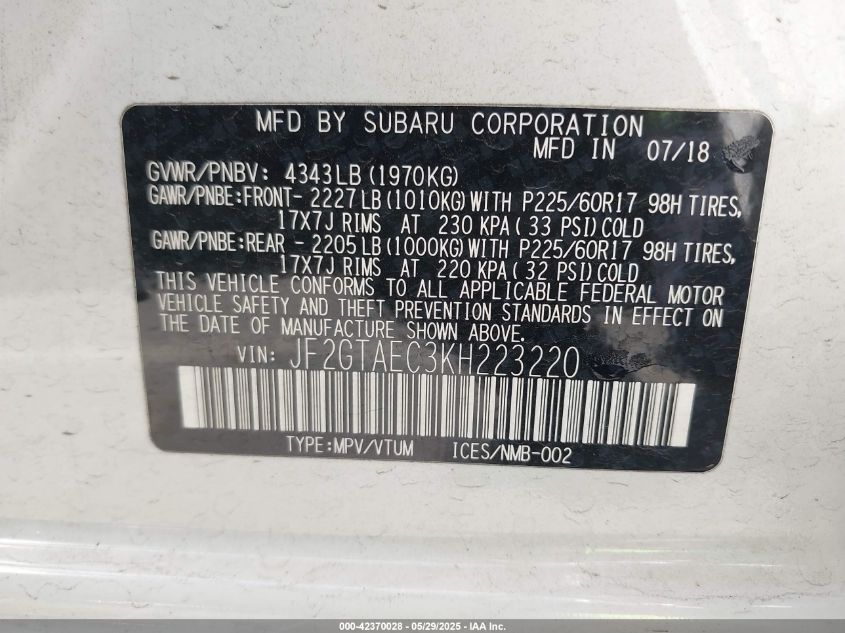 MFD BY SUBARU CORPORATION
MFD IN 07/18
GVWR/PNBV: 4343LB (1970KG)
GAWR/PNBE:FRONT- 2227LB (1010KG) WITH P225/60R17 98H TIRES,
17X7J RIMS AT 230 KPA ( 33 PSI) COLD
GAWR/PNBE:REAR - 2205LB (1000KG) WITH P225/60R17 98H TIRES,
17X7J RIMS AT 220 KPA ( 32 PSI) COLD
THIS VEHICLE CONFORMS TO ALL APPLICABLE FEDERAL MOTOR
VEHICLE SAFETY AND THEFT PREVENTION STANDARDS IN EFFECT ON
THE DATE OF MANUFACTURE SHOWN ABOVE.
VIN: JF2GTAEC3KH223220
TYPE:MPV/VTUM ICES/NMB-002
000-42370028 - 05/29/2025 - IAA Inc.